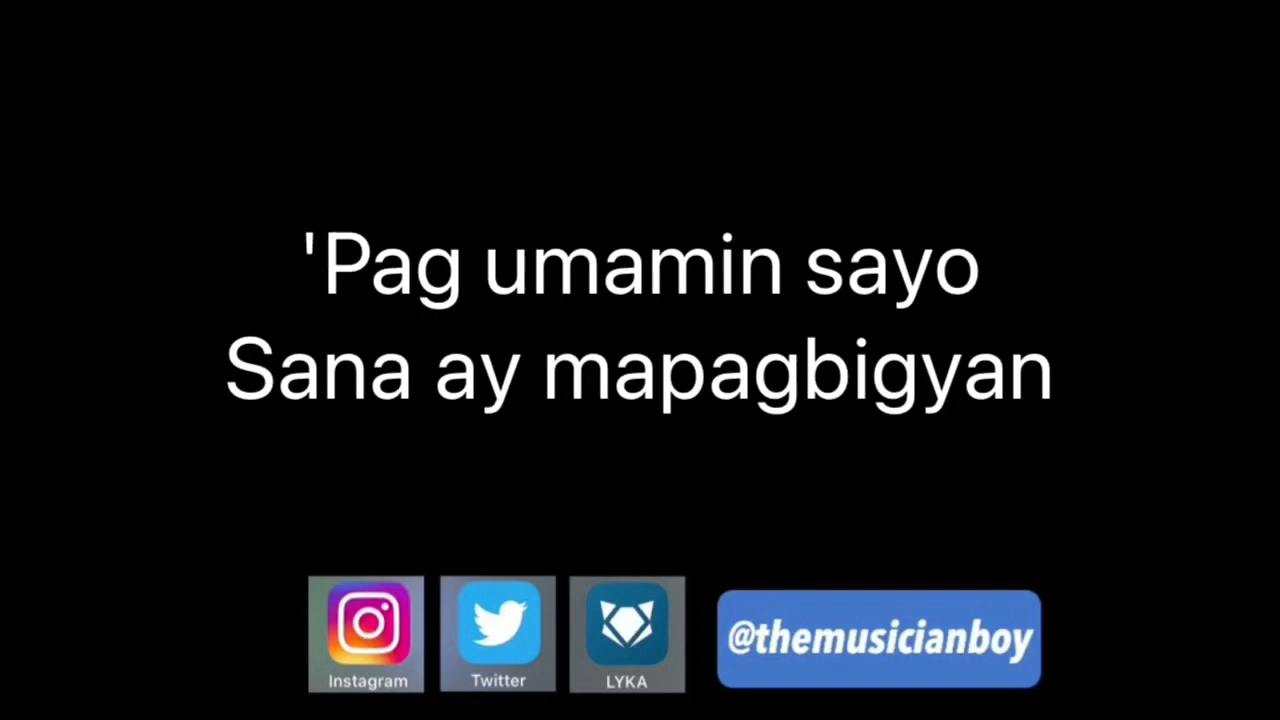 'Pag umamin sayo
Sana ay mapagbigyan
Instagram
Twitter
LYKA
@themusicianboy